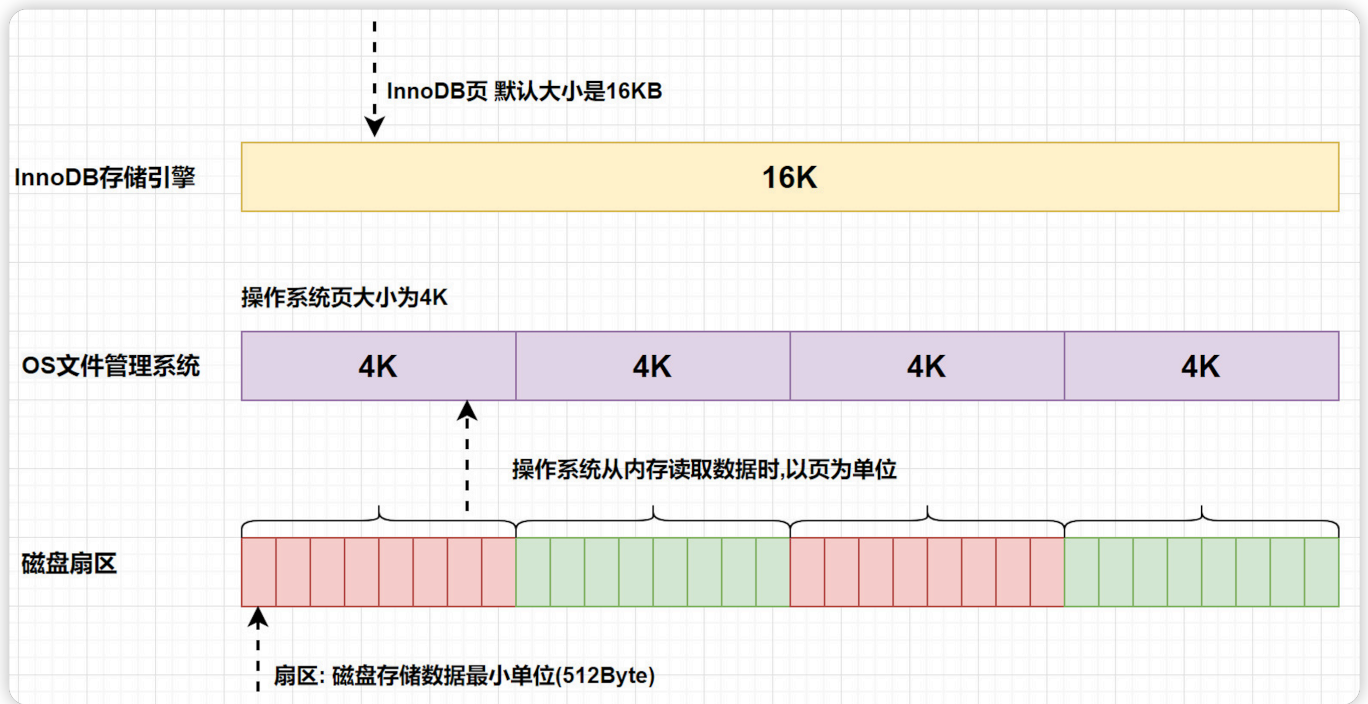 InnoDB页 默认大小是16KB
InnoDB存储引擎
16K
操作系统页大小为4K
OS文件管理系统
4K
4K
4K
4K
操作系统从内存读取数据时,以页为单位
磁盘扇区
扇区: 磁盘存储数据最小单位(512Byte)